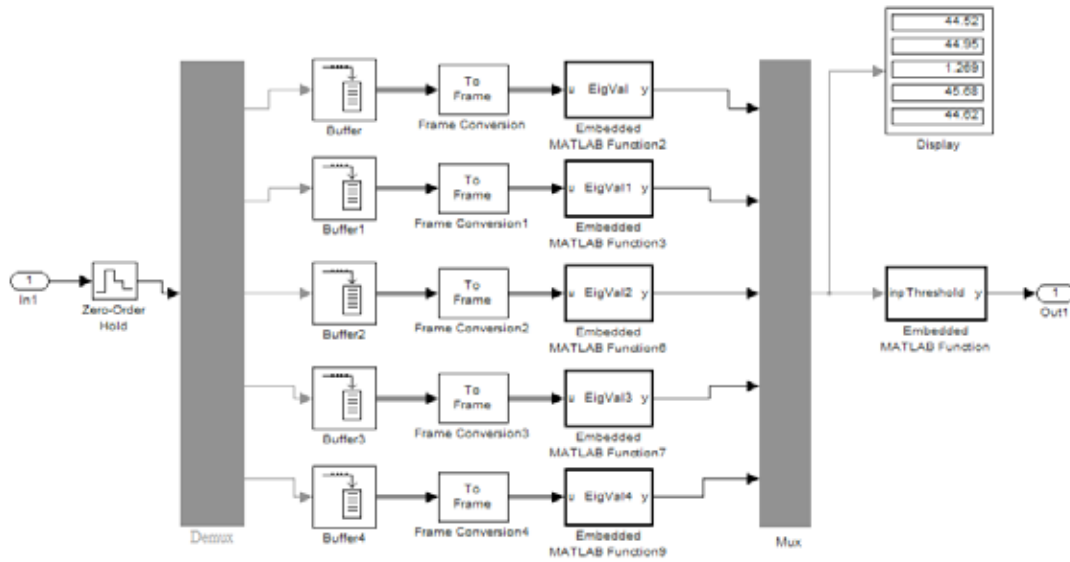 44.52
44.95
1.269
45.68
44.62
Display
To
Frame
Frame Conversion
u EigVal y
Embedded
MATLAB Function2
Buffer
To
Frame
Frame Conversion1
u EigVal1 y
Embedded
MATLAB Function3
Buffer1
1
In1
Zero-Order
Hold
To
Frame
Frame Conversion2
u EigVal2 y
Embedded
MATLAB Function6
Buffer2
inpThreshold y
Embedded
MATLAB Function
1
Out1
To
Frame
Frame Conversion3
u EigVal3 y
Embedded
MATLAB Function7
Buffer3
To
Frame
Frame Conversion4
u EigVal4 y
Embedded
MATLAB Function9
Buffer4
Demux
Mux